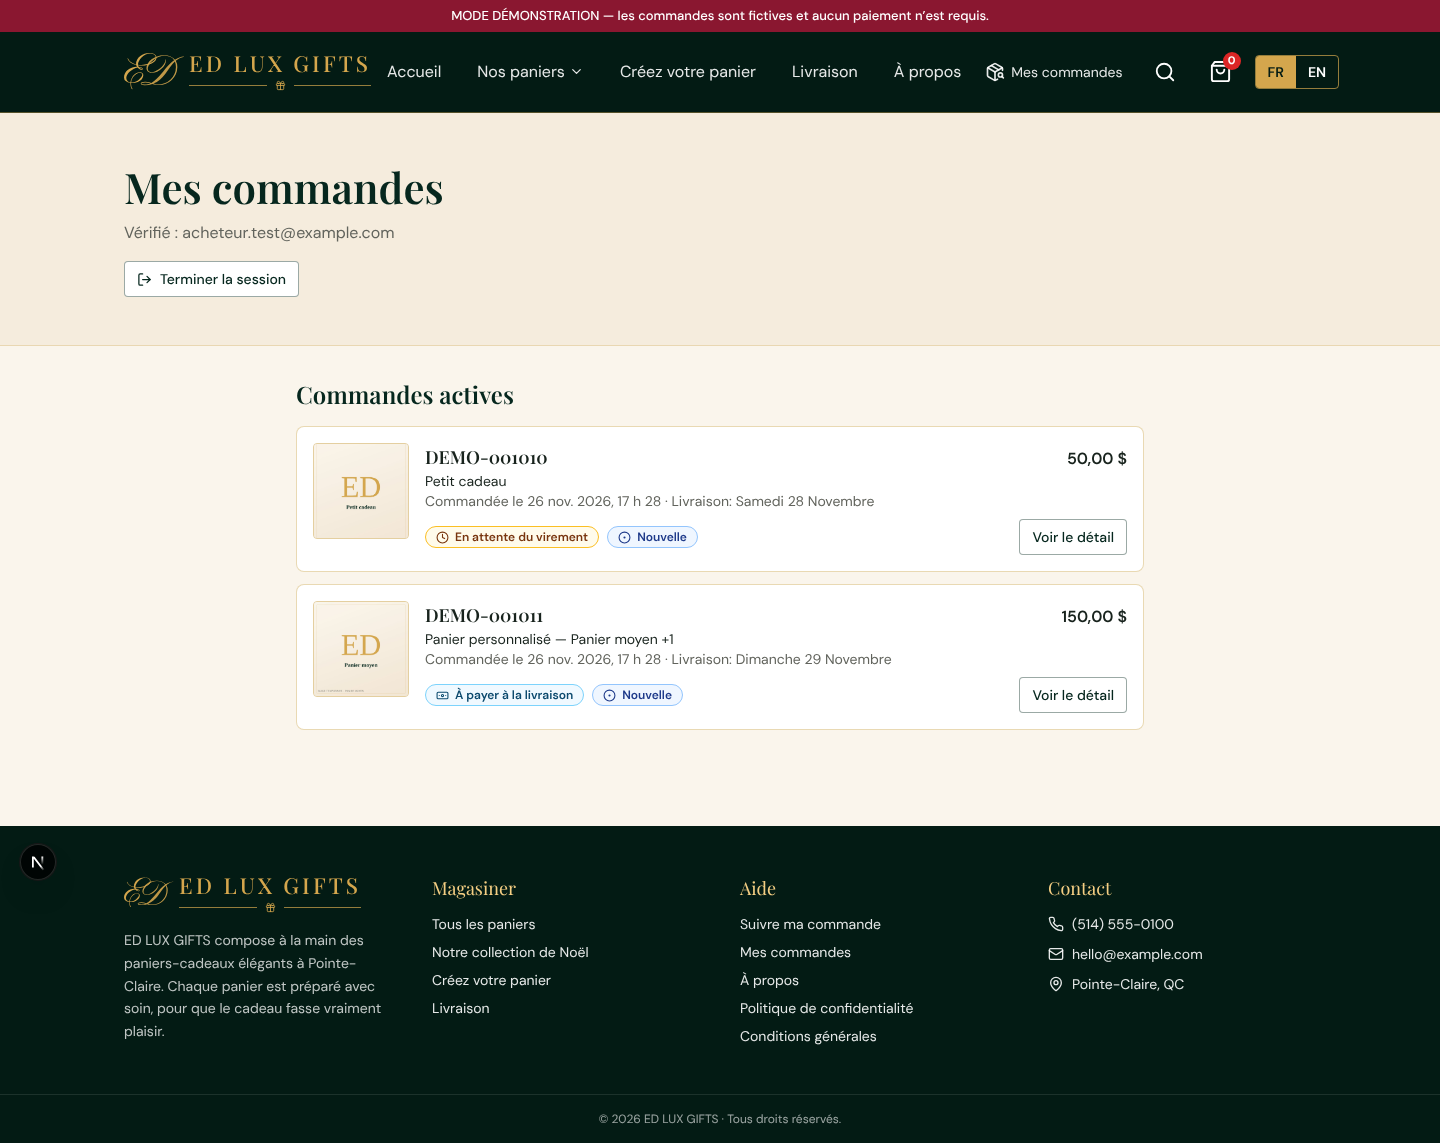 MODE DÉMONSTRATION — les commandes sont fictives et aucun paiement n'est requis.
ED LUX GIFTS
Accueil
Nos paniers
Créez votre panier
Livraison
À propos
Mes commandes
0
FR
EN
Mes commandes
Vérifié : acheteur.test@example.com
Terminer la session
Commandes actives
ED
Petit cadeau
DEMO-001010
50,00 $
Petit cadeau
Commandée le 26 nov. 2026, 17 h 28 · Livraison: Samedi 28 Novembre
En attente du virement
Nouvelle
Voir le détail
ED
Panier moyen
DEMO-001011
150,00 $
Panier personnalisé — Panier moyen +1
Commandée le 26 nov. 2026, 17 h 28 · Livraison: Dimanche 29 Novembre
À payer à la livraison
Nouvelle
Voir le détail
ED LUX GIFTS
ED LUX GIFTS compose à la main des
paniers-cadeaux élégants à Pointe-
Claire. Chaque panier est préparé avec
soin, pour que le cadeau fasse vraiment
plaisir.
Magasiner
Tous les paniers
Notre collection de Noël
Créez votre panier
Livraison
Aide
Suivre ma commande
Mes commandes
À propos
Politique de confidentialité
Conditions générales
Contact
(514) 555-0100
hello@example.com
Pointe-Claire, QC
© 2026 ED LUX GIFTS · Tous droits réservés.